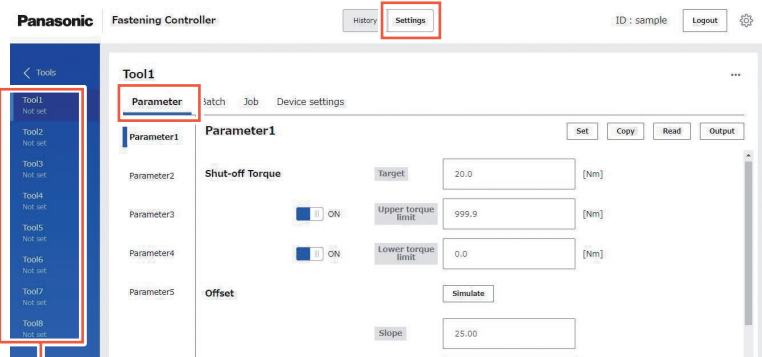 Panasonic Fastening Controller History Settings ID : sample Logout
Tools
Tool1
Not set
Tool2
Not set
Tool3
Not set
Tool4
Not set
Tool5
Not set
Tool6
Not set
Tool7
Not set
Tool8
Not set
Tool1 ...
Parameter Batch Job Device settings
Parameter1
Parameter2
Parameter3
Parameter4
Parameter5
Parameter1 Set Copy Read Output
Shut-off Torque Target 20.0 [Nm]
ON Upper torque
limit 999.9 [Nm]
ON Lower torque
limit 0.0 [Nm]
Offset Simulate
Slope 25.00